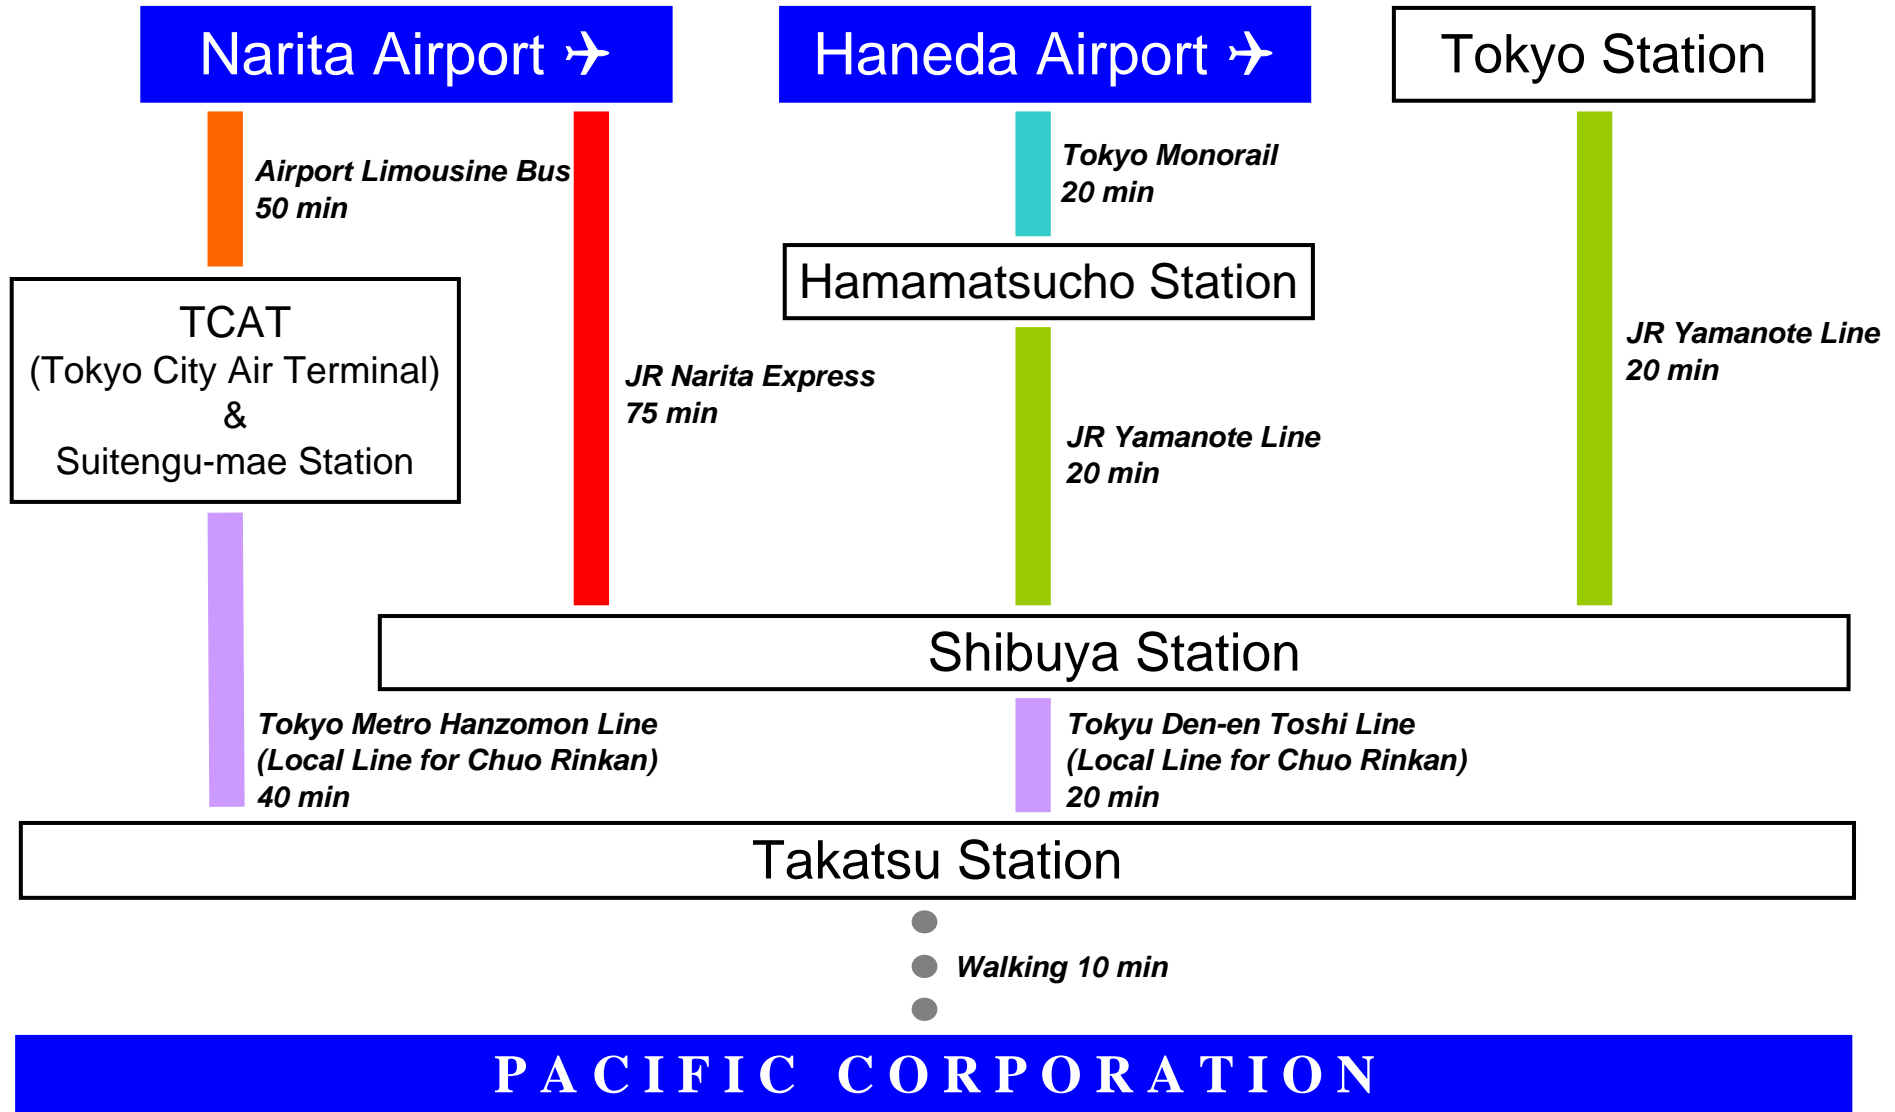 Narita Airport ✈
Haneda Airport ✈
Tokyo Station
Airport Limousine Bus
50 min
Tokyo Monorail
20 min
Hamamatsucho Station
TCAT
(Tokyo City Air Terminal)
&
Suitengu-mae Station
JR Narita Express
75 min
JR Yamanote Line
20 min
JR Yamanote Line
20 min
Shibuya Station
Tokyo Metro Hanzomon Line
(Local Line for Chuo Rinkan)
40 min
Tokyu Den-en Toshi Line
(Local Line for Chuo Rinkan)
20 min
Takatsu Station
Walking 10 min
PACIFIC CORPORATION